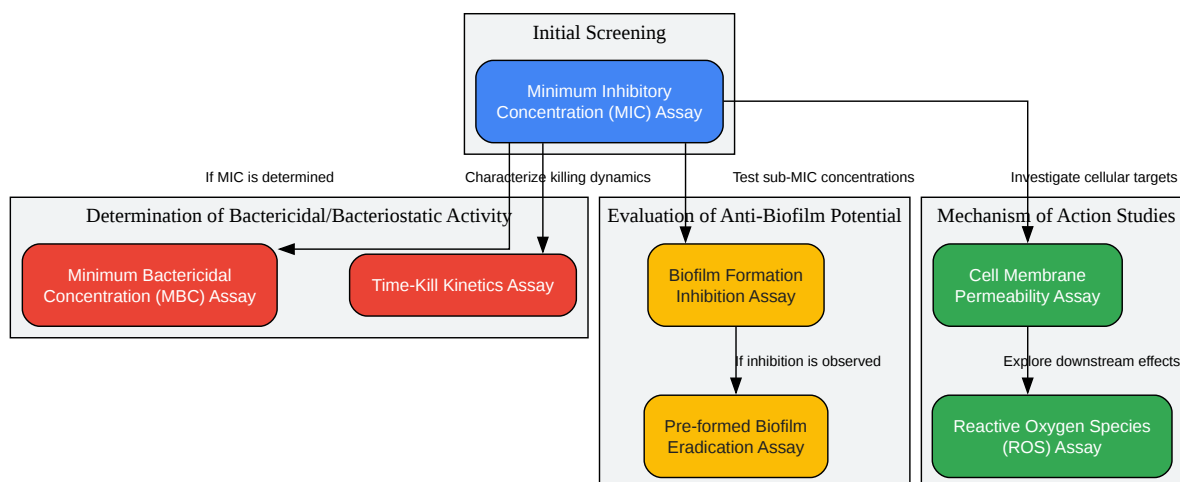 Initial Screening
Minimum Inhibitory
Concentration (MIC) Assay
If MIC is determined
Characterize killing dynamics
Test sub-MIC concentrations
Investigate cellular targets
Determination of Bactericidal/Bacteriostatic Activity
Evaluation of Anti-Biofilm Potential
Mechanism of Action Studies
Minimum Bactericidal
Concentration (MBC) Assay
Time-Kill Kinetics Assay
Biofilm Formation
Inhibition Assay
Cell Membrane
Permeability Assay
If inhibition is observed
Explore downstream effects
Pre-formed Biofilm
Eradication Assay
Reactive Oxygen Species
(ROS) Assay